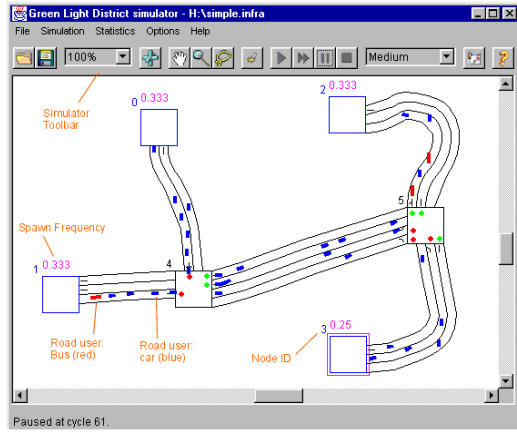 Green Light District simulator - H:\simple.infra
File Simulation Statistics Options Help
100%
Medium
0 0.333
2 0.333
Simulator
Toolbar
5
Spawn Frequency
4
1 0.333
3 0.25
Road user:
Bus (red)
Road user:
car (blue)
Node ID
Paused at cycle 61.